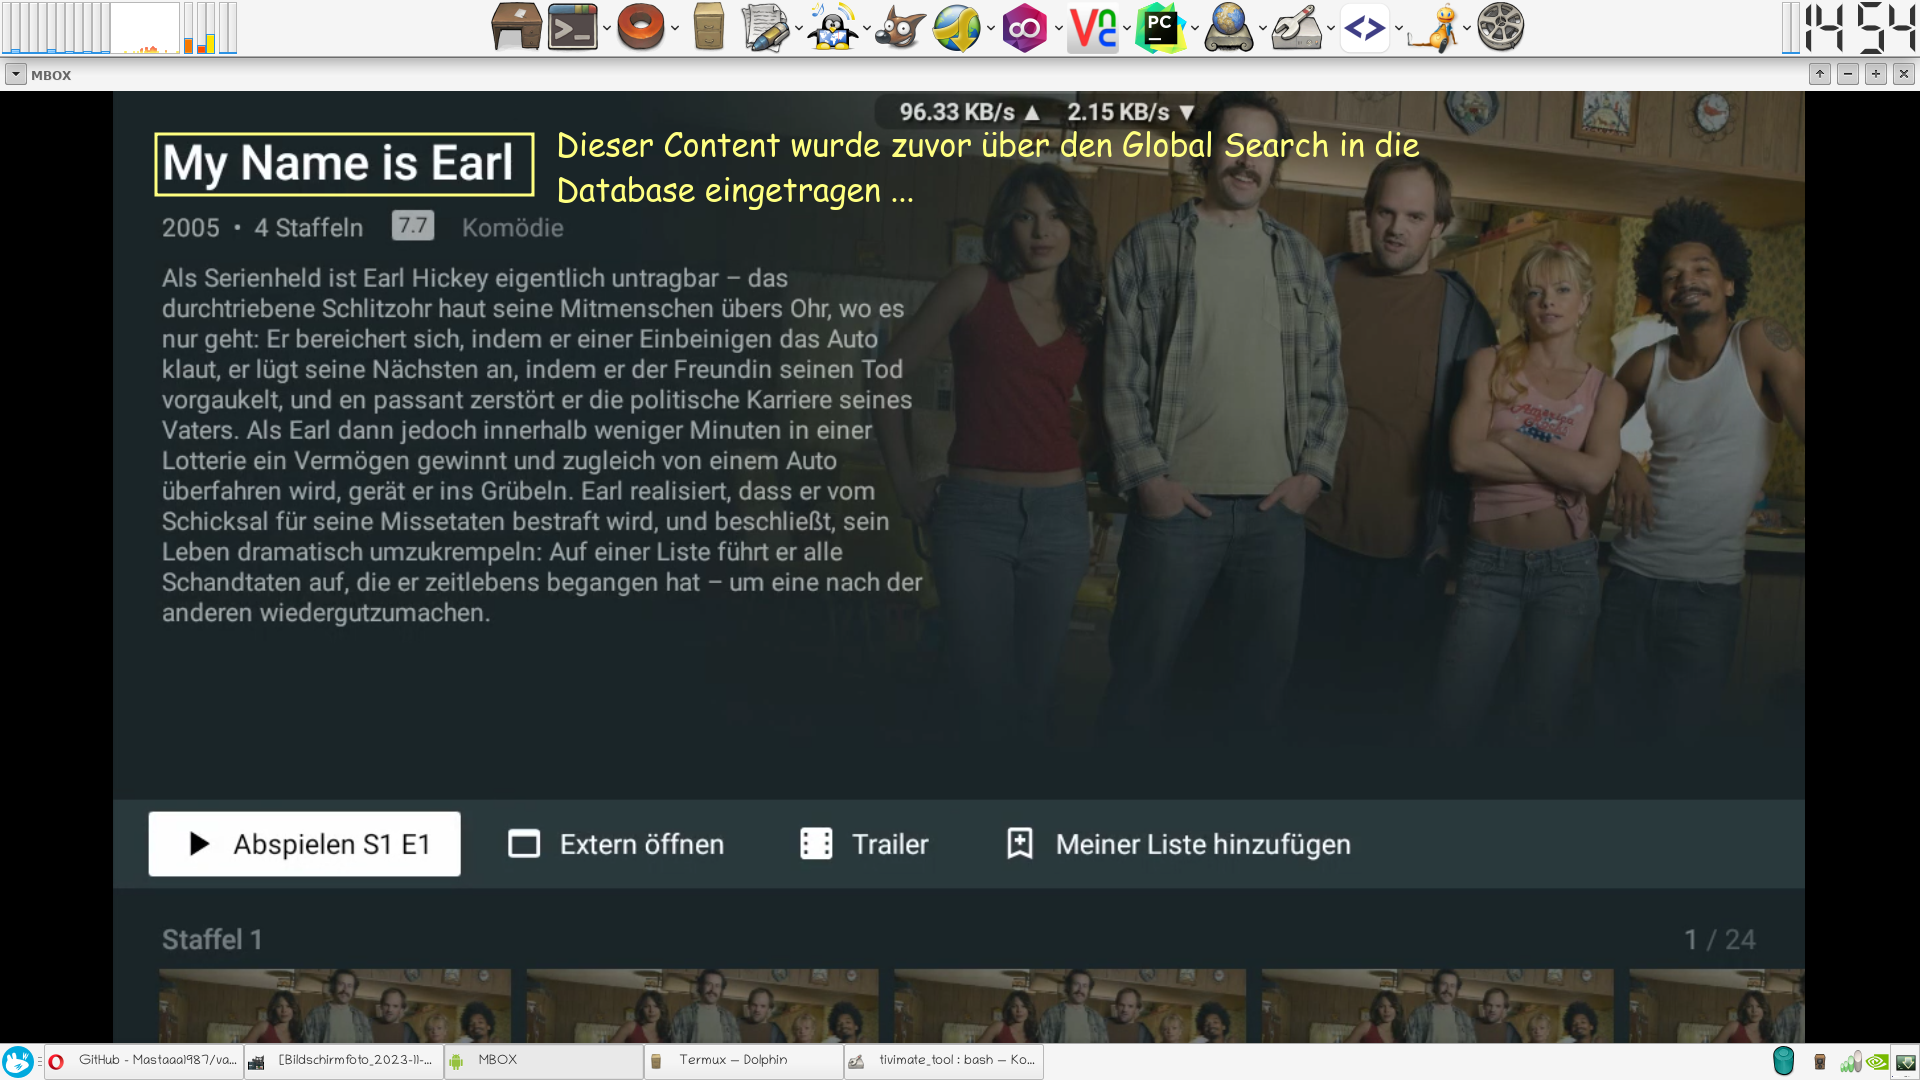 14 54
MBOX
96.33 KB/s ▲ 2.15 KB/s ▼
My Name is Earl
Dieser Content wurde zuvor über den Global Search in die
Database eingetragen ...
2005 • 4 Staffeln 7.7 Komödie
Als Serienheld ist Earl Hickey eigentlich untragbar – das
durchtriebene Schlitzohr haut seine Mitmenschen übers Ohr, wo es
nur geht: Er bereichert sich, indem er einer Einbeinigen das Auto
klaut, er lügt seine Nächsten an, indem er der Freundin seinen Tod
vorgaukelt, und en passant zerstört er die politische Karriere seines
Vaters. Als Earl dann jedoch innerhalb weniger Minuten in einer
Lotterie ein Vermögen gewinnt und zugleich von einem Auto
überfahren wird, gerät er ins Grübeln. Earl realisiert, dass er vom
Schicksal für seine Missetaten bestraft wird, und beschließt, sein
Leben dramatisch umzukrempeln: Auf einer Liste führt er alle
Schandtaten auf, die er zeitlebens begangen hat – um eine nach der
anderen wiedergutzumachen.
Abspielen S1 E1 Extern öffnen Trailer Meiner Liste hinzufügen
Staffel 1 1 / 24
GitHub - Mastaaa1987/va... [Bildschirmfoto_2023-11-... MBOX Termux — Dolphin tivimate_tool : bash — Ko...